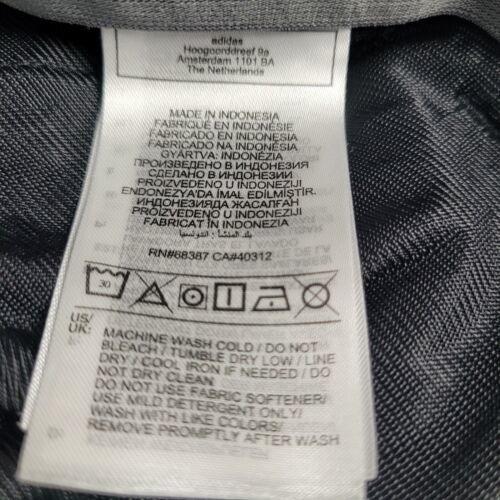 adidas
Hoogoorddreef 9a
Amsterdam 1101 BA
The Netherlands
MADE IN INDONESIA
FABRIQUÉ EN INDONÉSIE
FABRICADO EN INDONESIA
FABRICADO NA INDONÉSIA
GYÁRTVA: INDONÉZIA
ПРОИЗВЕДЕНО В ИНДОНЕЗИЯ
СДЕЛАНО В ИНДОНЕЗИИ
PROIZVEDENO U INDONEZIJI
ENDONEZYA'DA İMAL EDİLMİŞTİR.
ИНДОНЕЗИЯДА ЖАСАЛҒАН
PROIZVEDENO U INDONEZIJI
FABRICAT ÎN INDONEZIA
بلد المنشأ : اندونيسيا
RN#68387 CA#40312
30
US/
UK:
MACHINE WASH COLD / DO NOT
BLEACH / TUMBLE DRY LOW / LINE
DRY / COOL IRON IF NEEDED / DO
NOT DRY CLEAN
DO NOT USE FABRIC SOFTENER/
USE MILD DETERGENT ONLY/
WASH WITH LIKE COLORS/
REMOVE PROMPTLY AFTER WASH